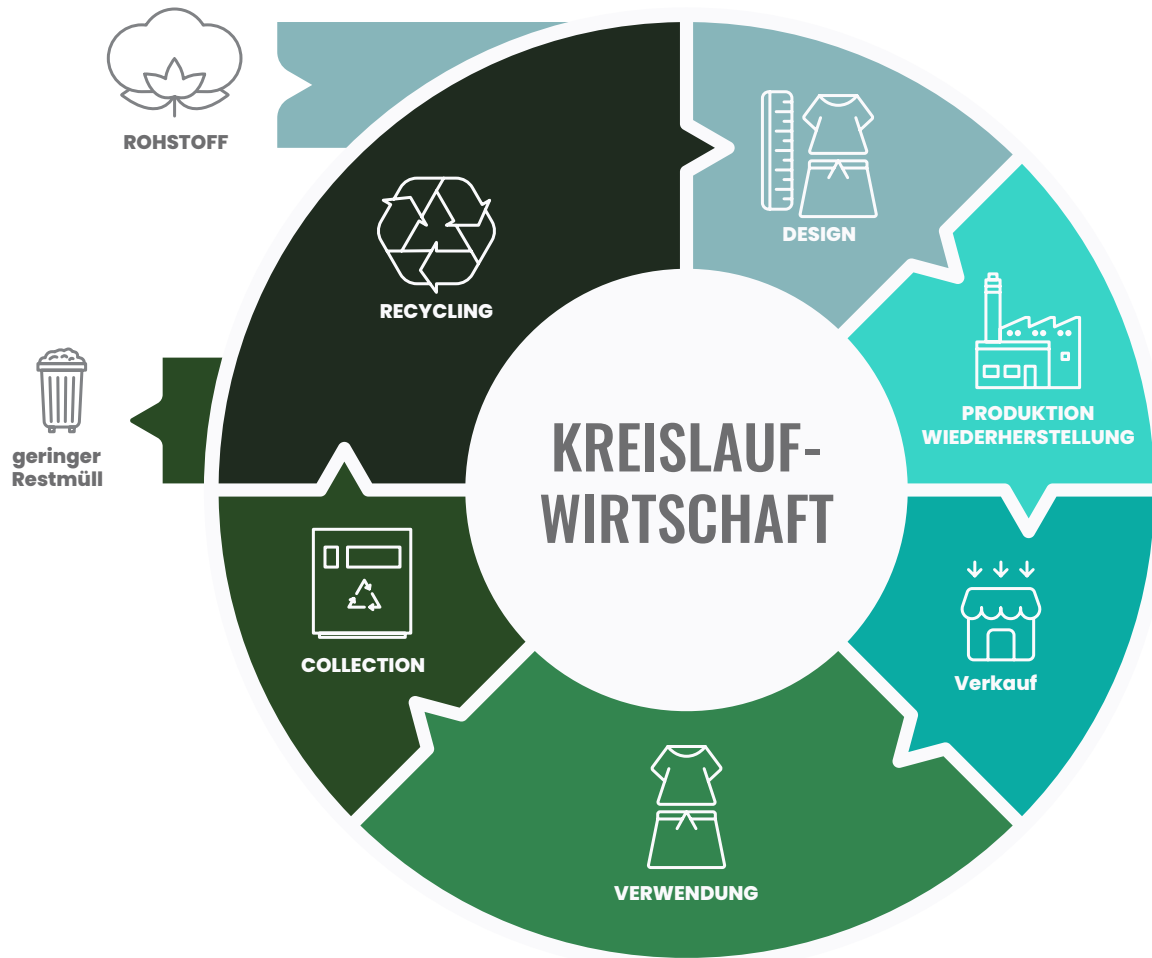 ROHSTOFF
DESIGN
RECYCLING
PRODUKTION
WIEDERHERSTELLUNG
geringer
Restmüll
KREISLAUF-
WIRTSCHAFT
Verkauf
COLLECTION
VERWENDUNG